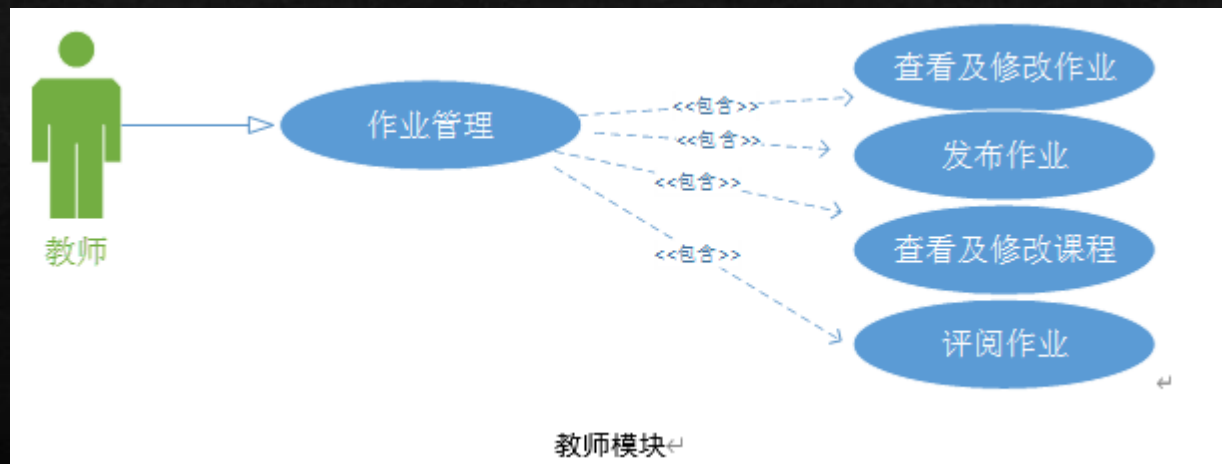 查看及修改作业
<<包含>>
作业管理
<<包含>>
发布作业
<<包含>>
教师
<<包含>>
查看及修改课程
评阅作业
教师模块